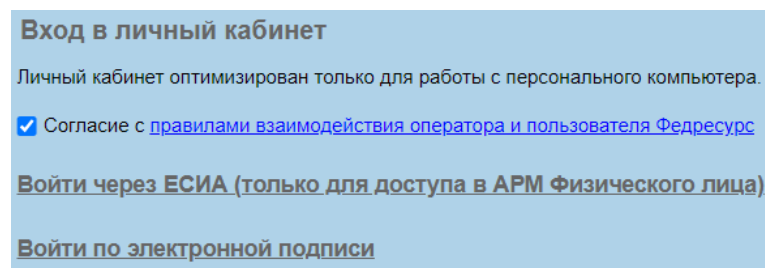 Вход в личный кабинет
Личный кабинет оптимизирован только для работы с персонального компьютера.
Согласие с правилами взаимодействия оператора и пользователя Федресурс
Войти через ЕСИА (только для доступа в АРМ Физического лица)
Войти по электронной подписи